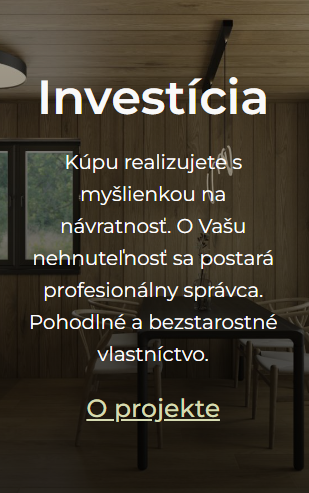 Investícia
Kúpu realizujete s
myšlienkou na
návratnosť. O Vašu
nehnuteľnosť sa postará
profesionálny správca.
Pohodlné a bezstarostné
vlastníctvo.
O projekte